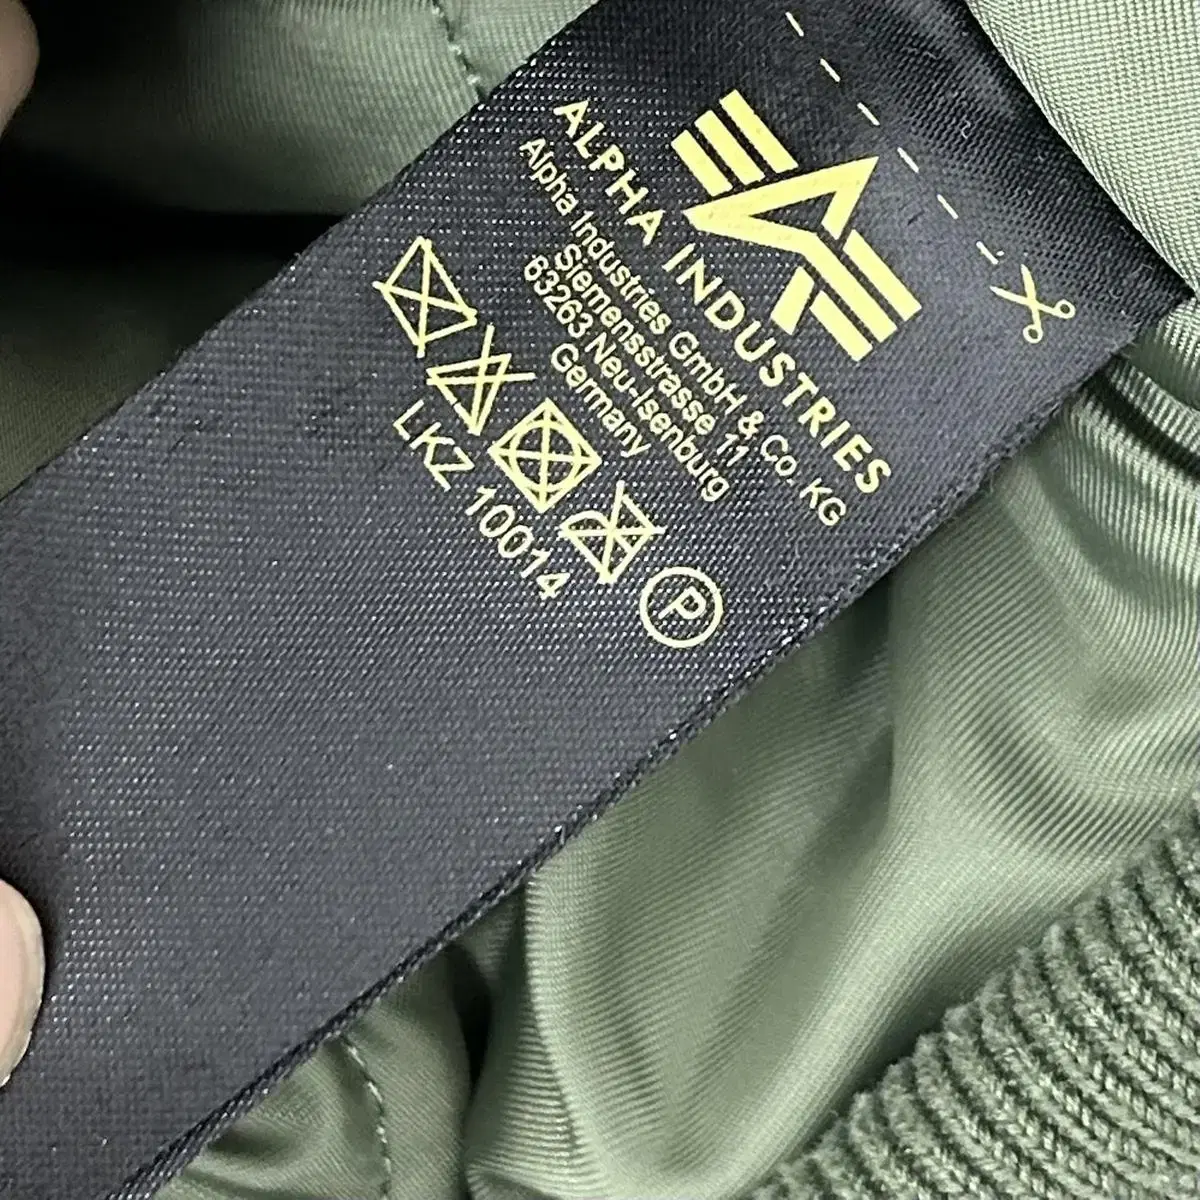 ALPHA INDUSTRIES
Alpha Industries GmbH & Co. KG
Siemensstrasse 11
63263 Neu-Isenburg
Germany
P
LKZ 10014